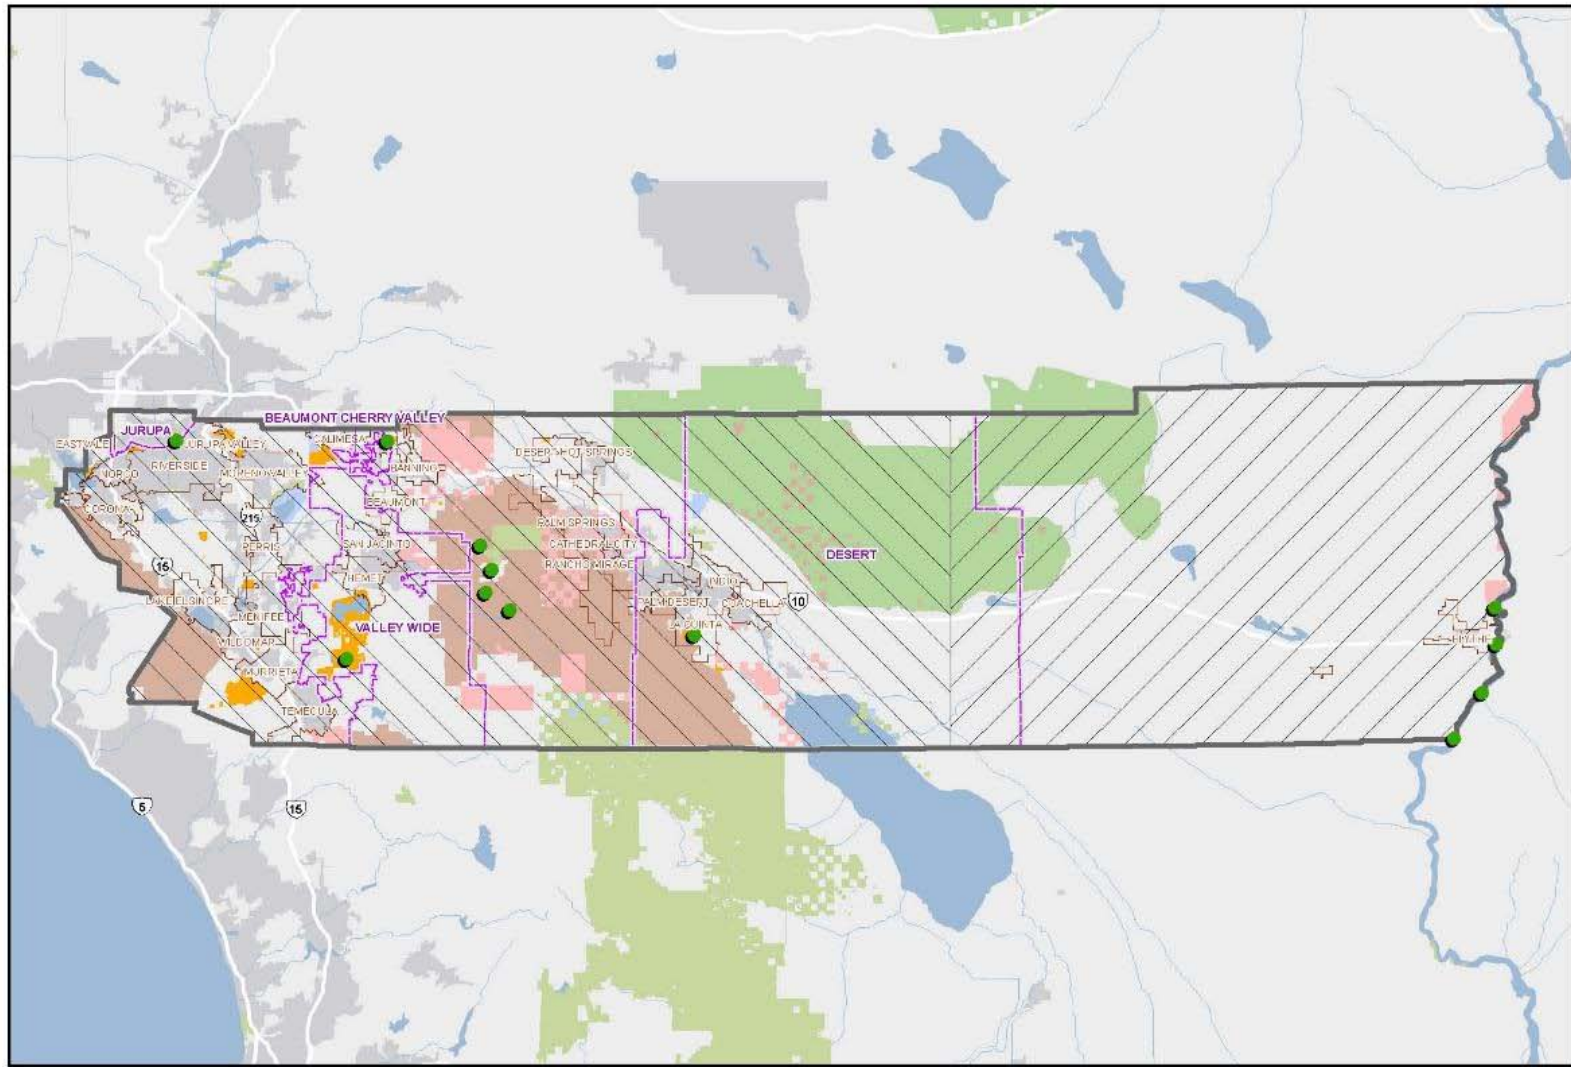 BEAUMONT CHERRY VALLEY
JURUPA
EASTVALE
JURUPA VALLEY
CALIMESA
DESERT HOT SPRINGS
NORCO
RIVERSIDE
MORENO VALLEY
BANNING
CORONA
BEAUMONT
215
PALM SPRINGS
PERRIS
SAN JACINTO
CATHEDRAL CITY
DESERT
15
RANCHO MIRAGE
HEMET
INDIO
LAKE ELSINORE
PALM DESERT
COACHELLA
10
MENIFEE
VALLEY WIDE
LA QUINTA
WILDOMAR
BLYTHE
MURRIETA
TEMECULA
5
15